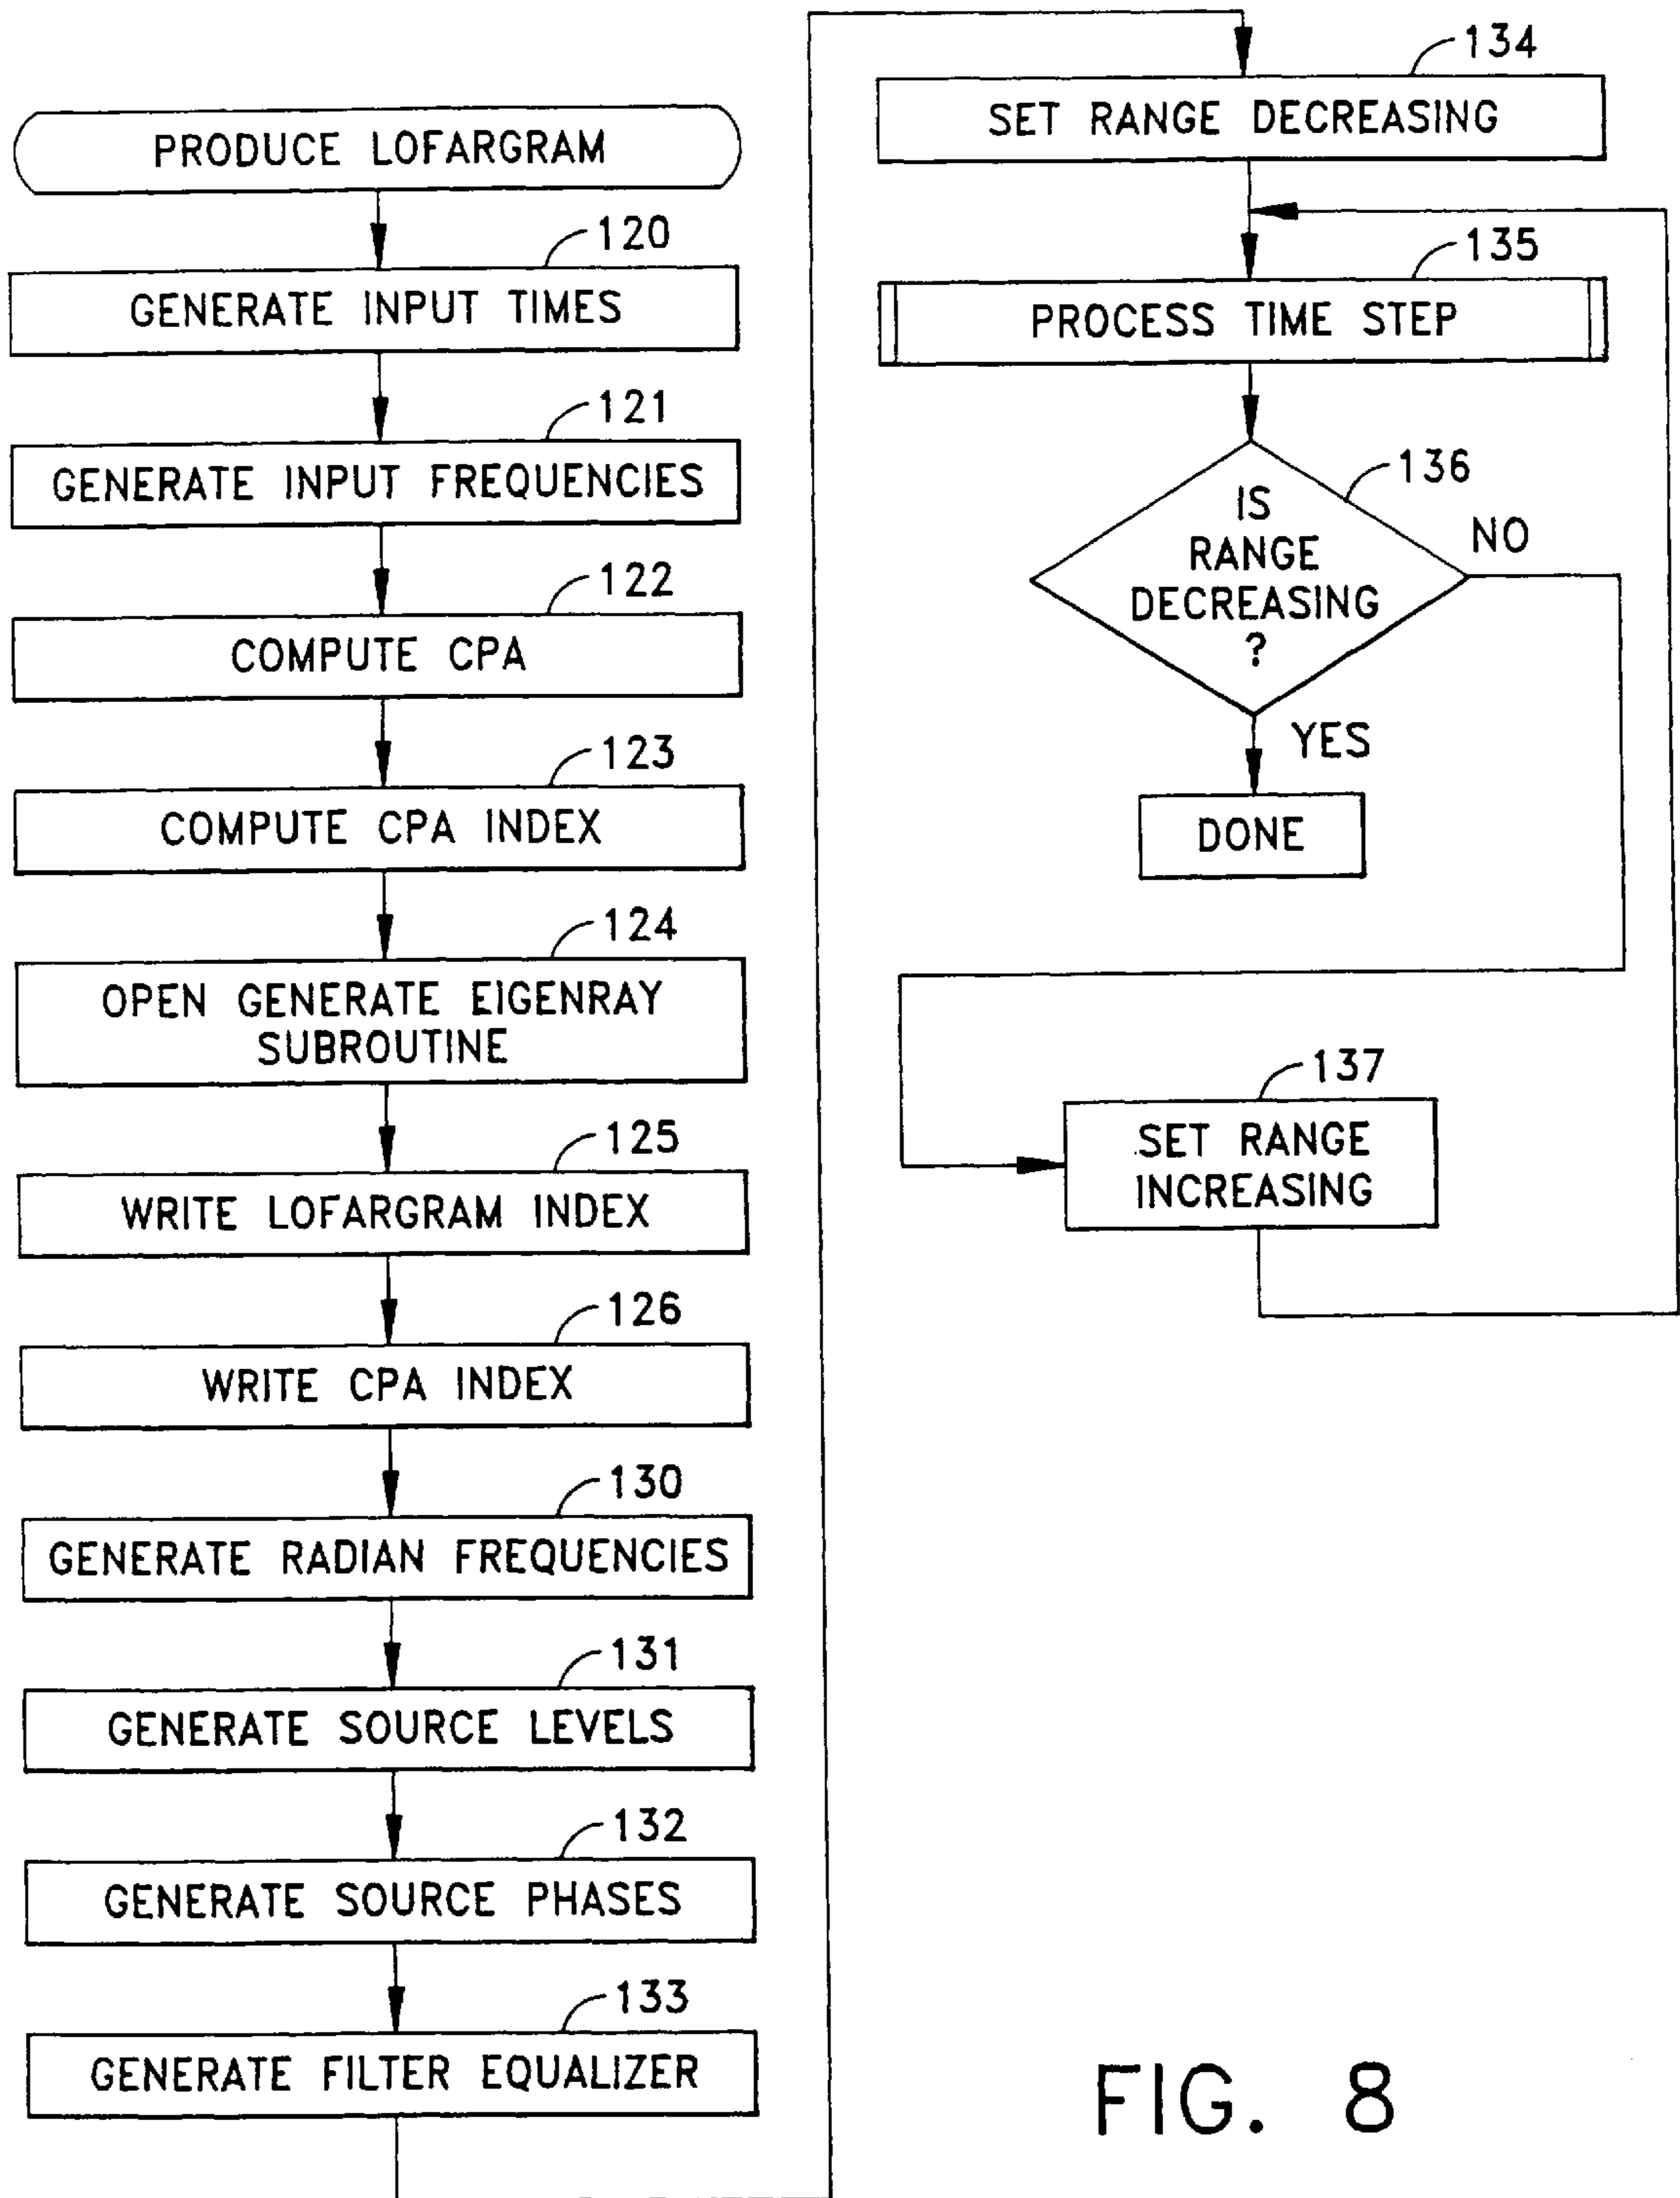 PRODUCE LOFARGRAM
120
GENERATE INPUT TIMES
121
GENERATE INPUT FREQUENCIES
122
COMPUTE CPA
123
COMPUTE CPA INDEX
124
OPEN GENERATE EIGENRAY
SUBROUTINE
125
WRITE LOFARGRAM INDEX
126
WRITE CPA INDEX
130
GENERATE RADIAN FREQUENCIES
131
GENERATE SOURCE LEVELS
132
GENERATE SOURCE PHASES
133
GENERATE FILTER EQUALIZER
134
SET RANGE DECREASING
135
PROCESS TIME STEP
136
IS
RANGE
DECREASING
?
NO
YES
DONE
137
SET RANGE
INCREASING
FIG. 8